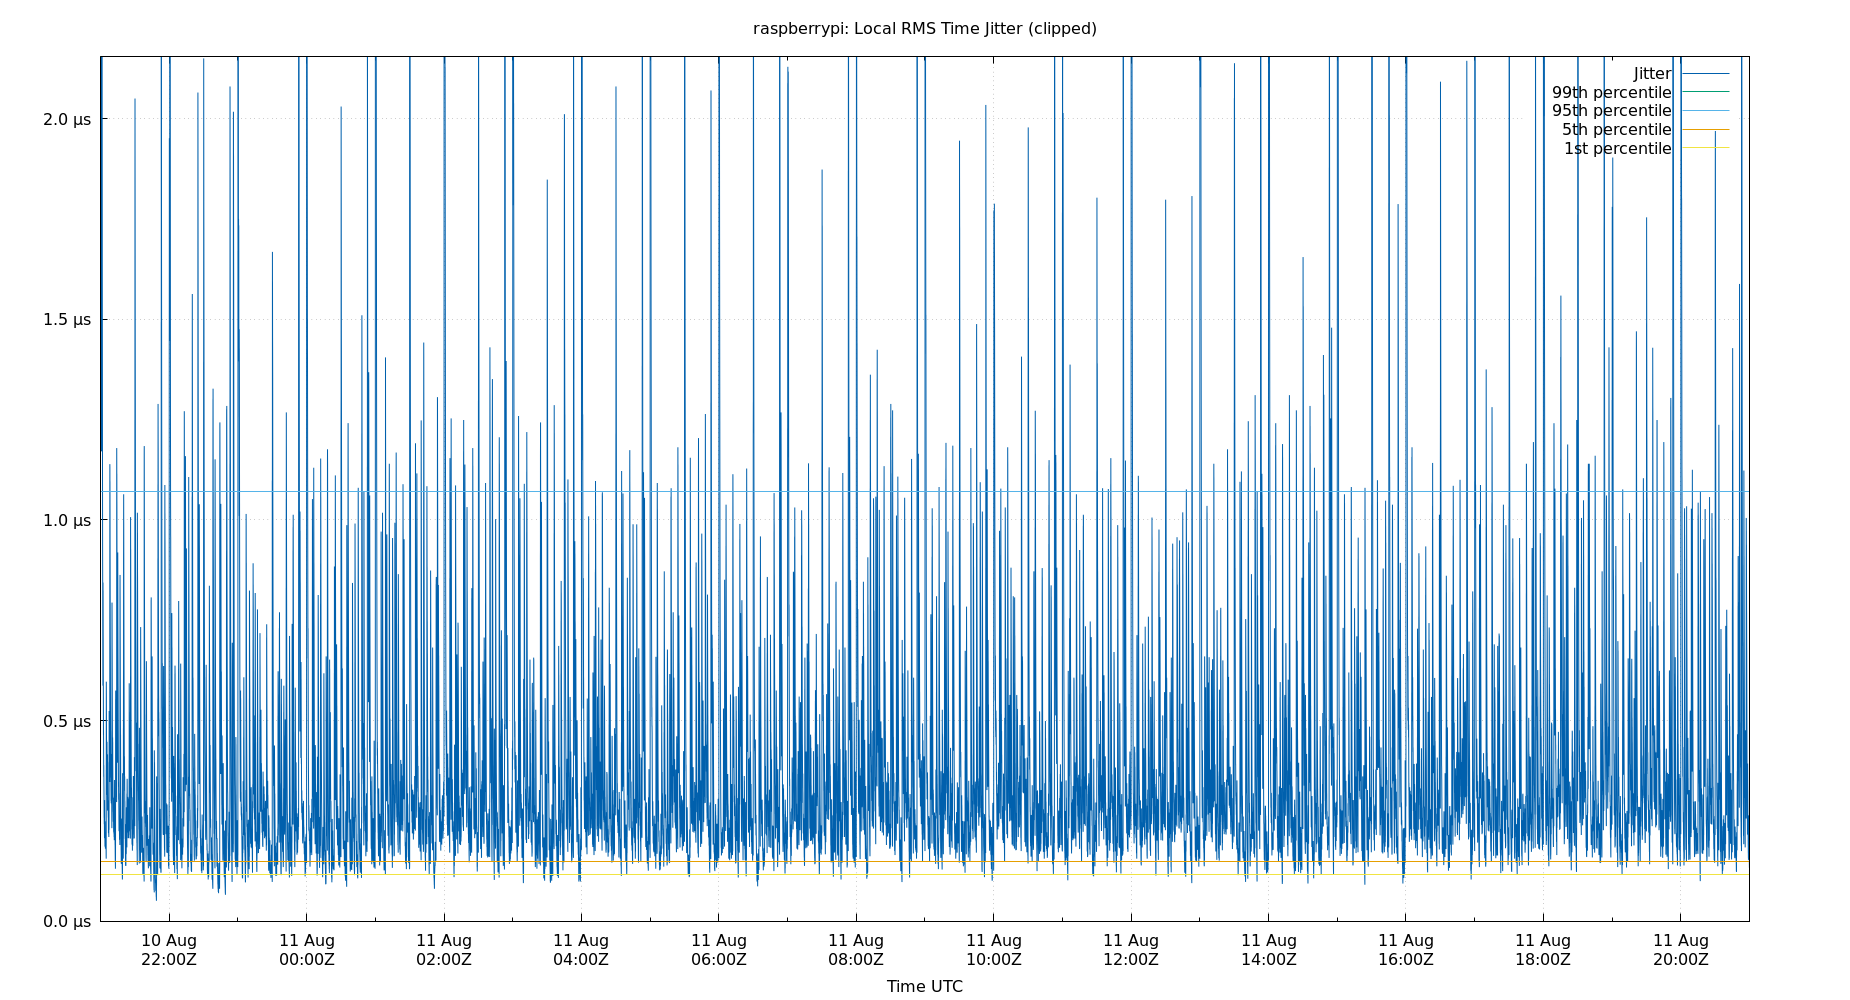 raspberrypi: Local RMS Time Jitter (clipped)
Jitter
99th percentile
95th percentile
5th percentile
1st percentile
2.0 µs
1.5 µs
1.0 µs
0.5 µs
0.0 µs
10 Aug 11 Aug 11 Aug 11 Aug 11 Aug 11 Aug 11 Aug 11 Aug 11 Aug 11 Aug 11 Aug 11 Aug
22:00Z 00:00Z 02:00Z 04:00Z 06:00Z 08:00Z 10:00Z 12:00Z 14:00Z 16:00Z 18:00Z 20:00Z
Time UTC